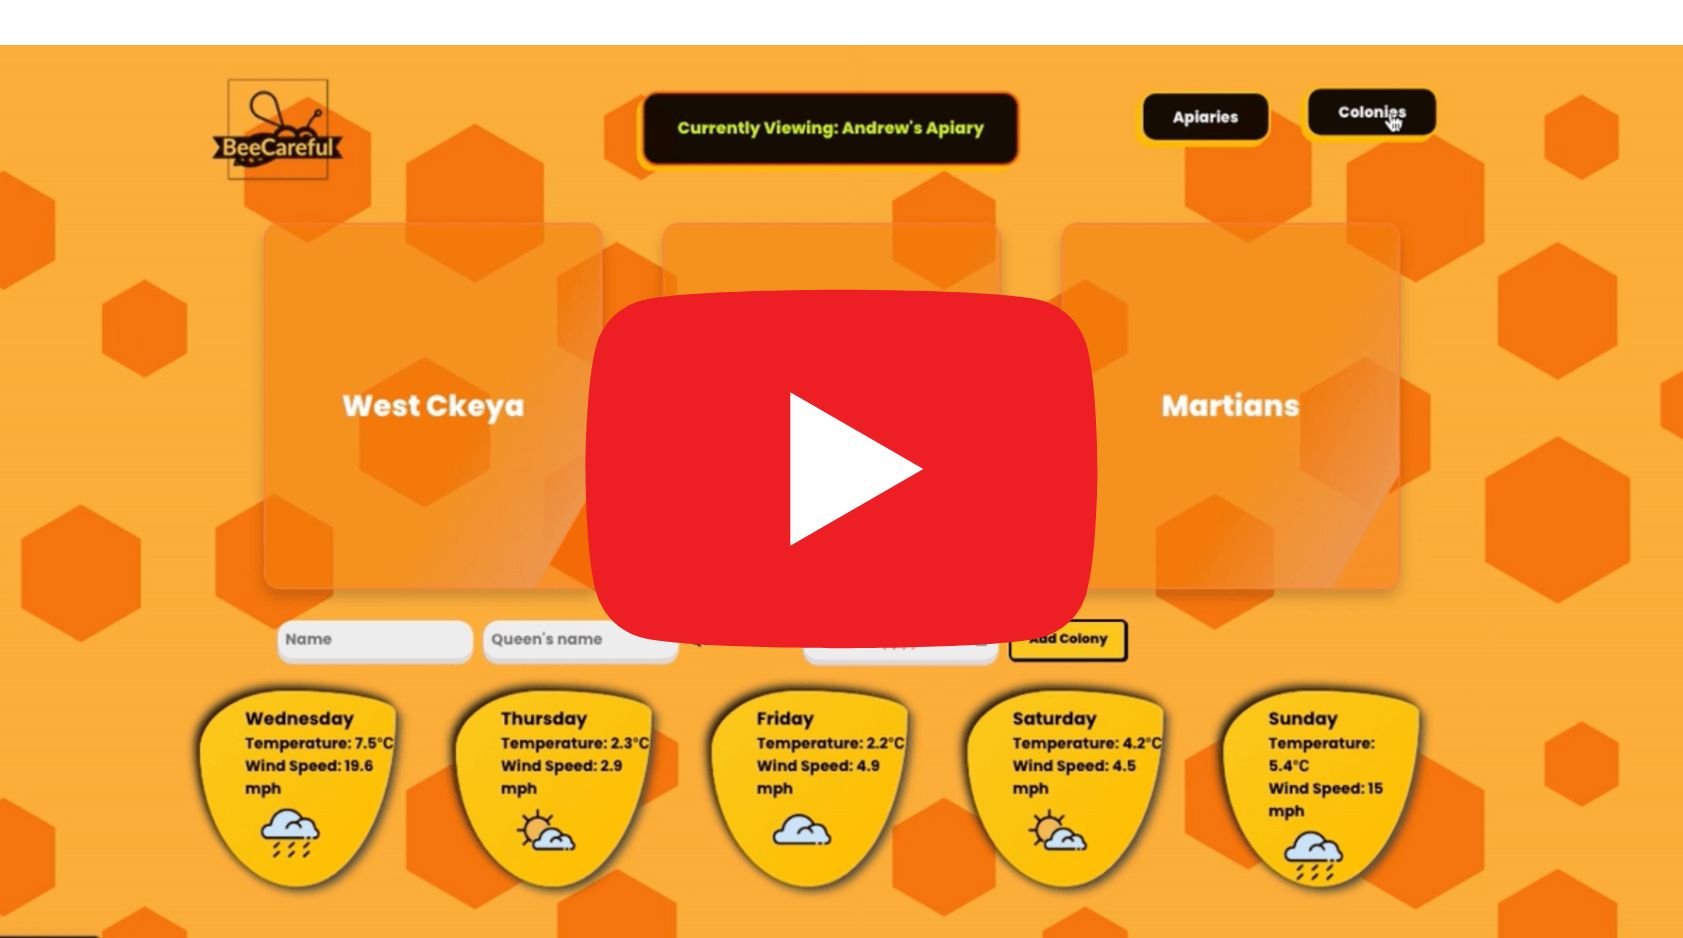 BeeCareful
Currently Viewing: Andrew's Apiary
Apiaries
Colonies
West Ckeya
Martians
Name
Queen's name
Add Colony
Wednesday
Temperature: 7.5°C
Wind Speed: 19.6
mph
Thursday
Temperature: 2.3°C
Wind Speed: 2.9
mph
Friday
Temperature: 2.2°C
Wind Speed: 4.9
mph
Saturday
Temperature: 4.2°C
Wind Speed: 4.5
mph
Sunday
Temperature:
5.4°C
Wind Speed: 15
mph